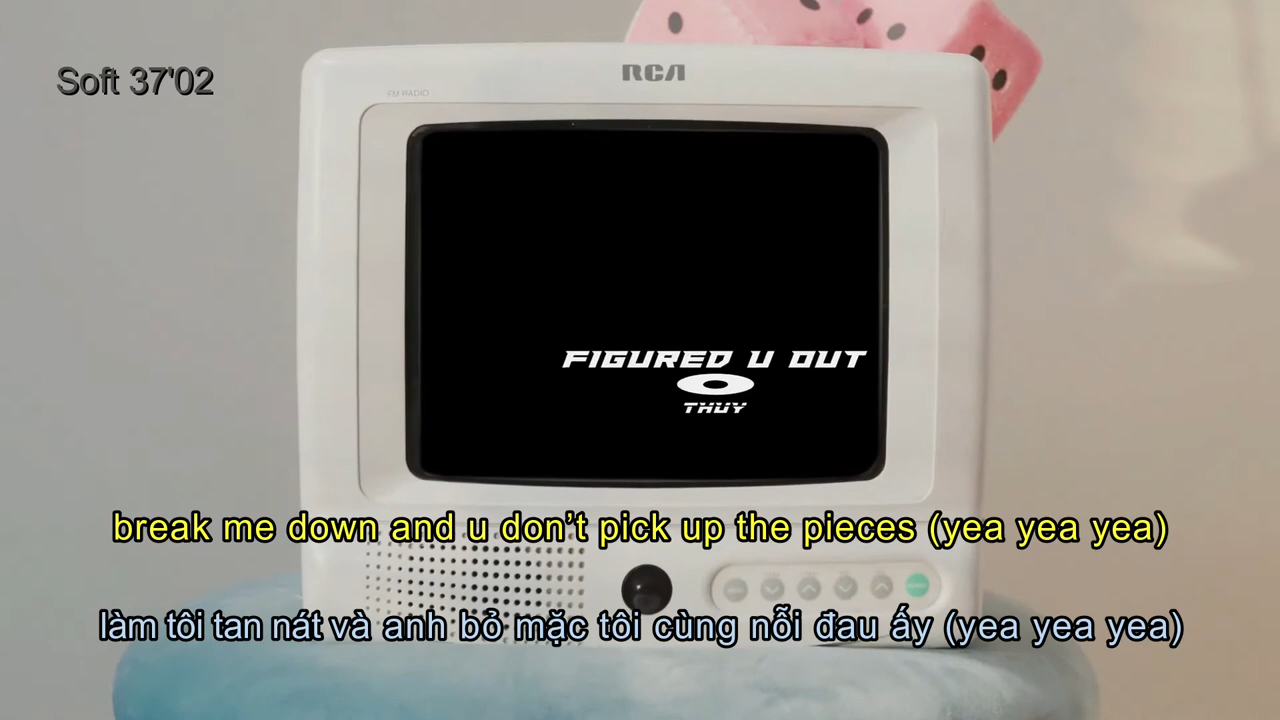 RCA
Soft 37'02
FM RADIO
FIGURED U OUT
THUY
break me down and u don’t pick up the pieces (yea yea yea)
làm tôi tan nát và anh bỏ mặc tôi cùng nỗi đau ấy (yea yea yea)